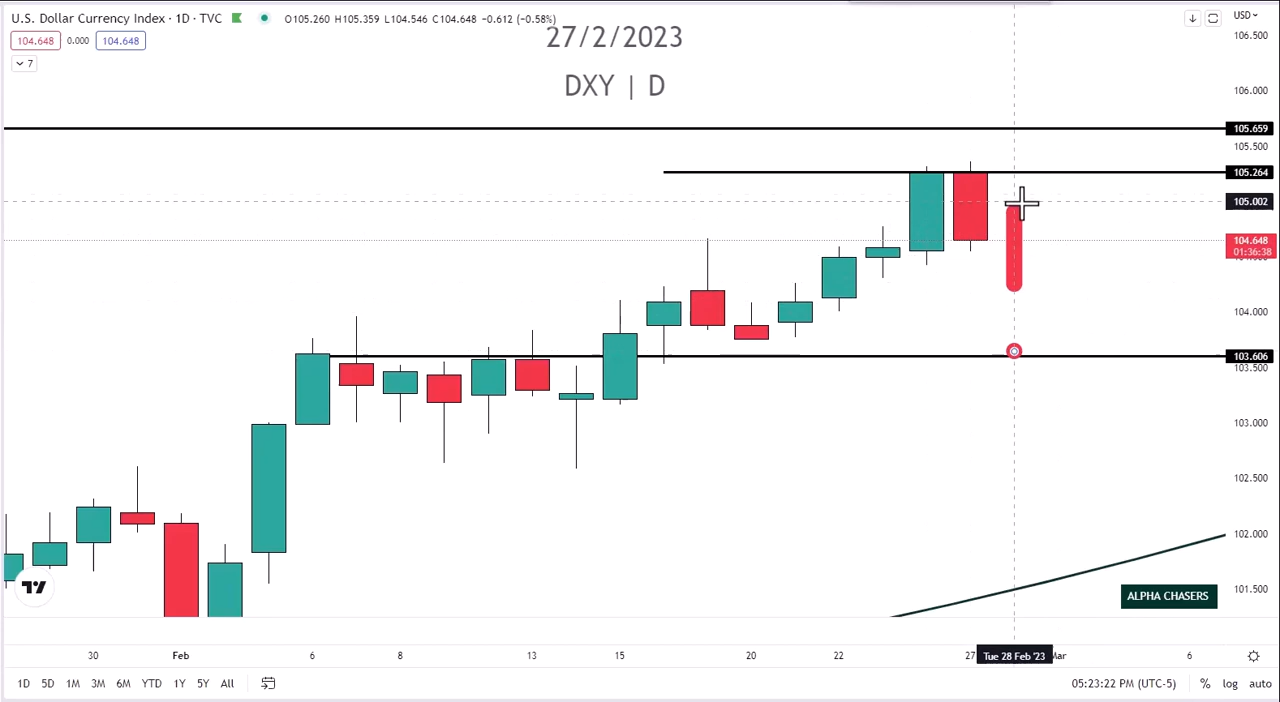 U.S. Dollar Currency Index · 1D · TVC O105.260 H105.359 L104.546 C104.648 −0.612 (−0.58%)
104.648 0.000 104.648
7
27/2/2023
DXY | D
USD
106.500
106.000
105.659
105.500
105.264
105.002
104.648
01:36:38
104.000
103.606
103.500
103.000
102.500
102.000
101.500
ALPHA CHASERS
30 Feb 6 8 13 15 20 22 27 Tue 28 Feb '23 Mar 6
1D 5D 1M 3M 6M YTD 1Y 5Y All 05:23:22 PM (UTC-5) % log auto